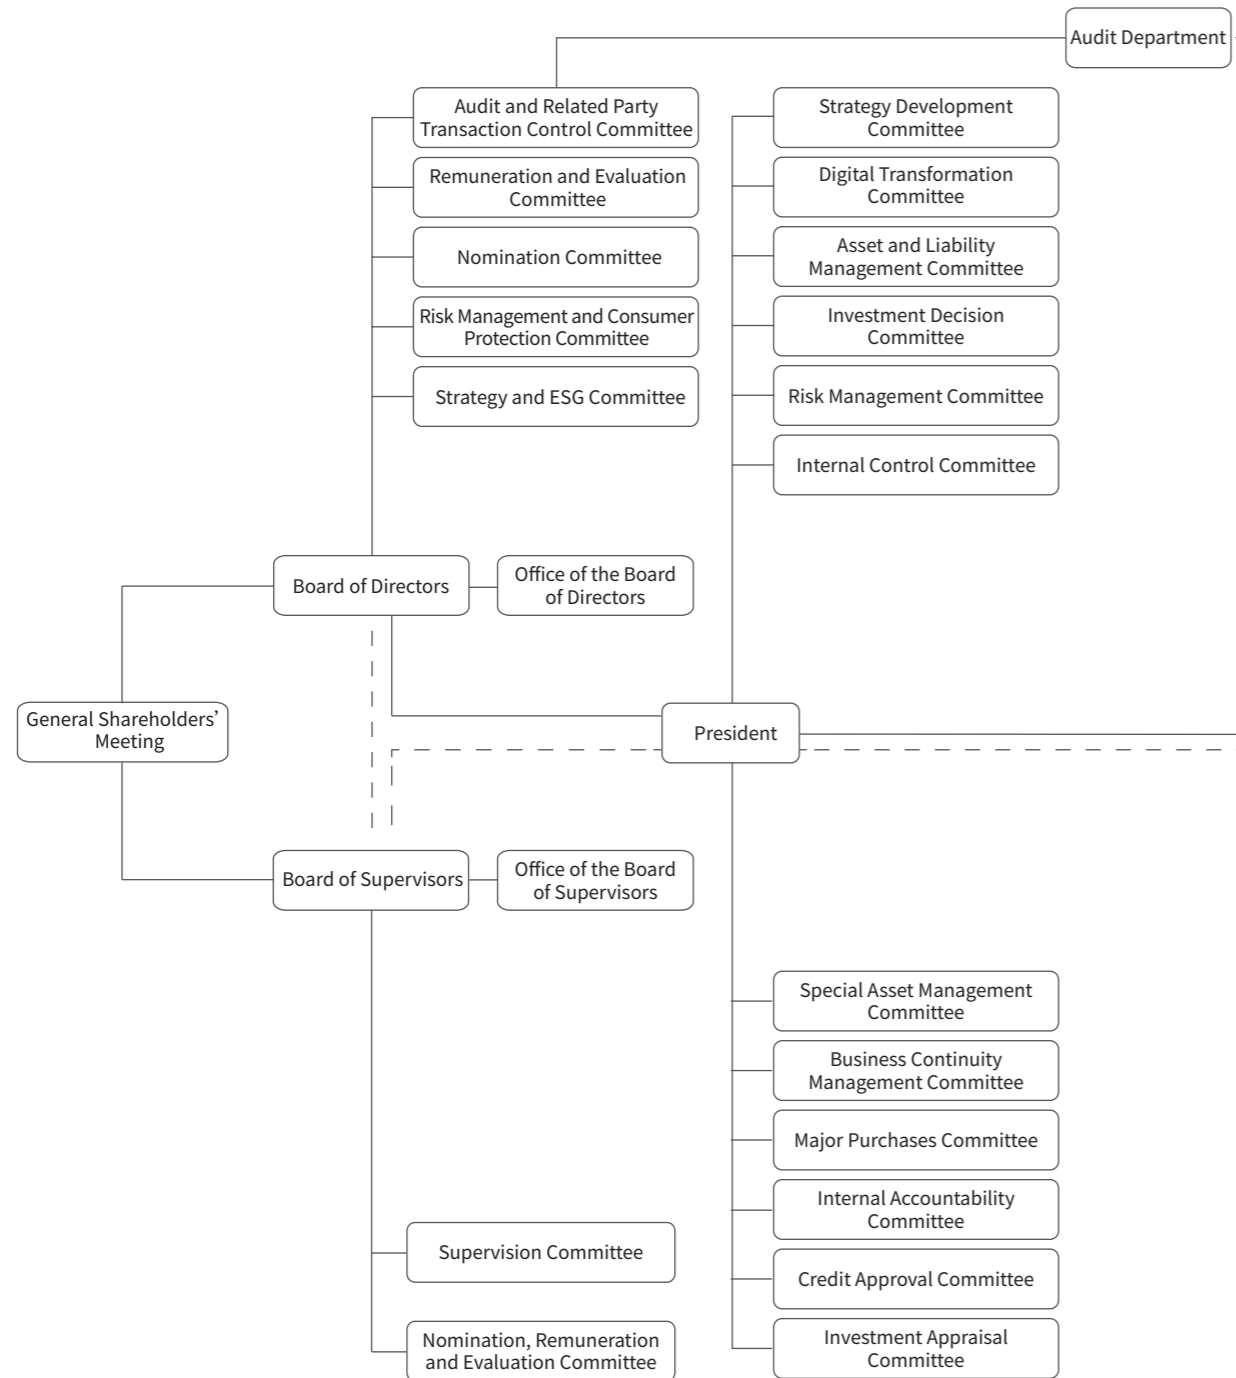 Audit Department
Audit and Related Party
Transaction Control Committee
Remuneration and Evaluation
Committee
Nomination Committee
Risk Management and Consumer
Protection Committee
Strategy and ESG Committee
Strategy Development
Committee
Digital Transformation
Committee
Asset and Liability
Management Committee
Investment Decision
Committee
Risk Management Committee
Internal Control Committee
Board of Directors
Office of the Board
of Directors
General Shareholders’
Meeting
President
Board of Supervisors
Office of the Board
of Supervisors
Special Asset Management
Committee
Business Continuity
Management Committee
Major Purchases Committee
Internal Accountability
Committee
Credit Approval Committee
Investment Appraisal
Committee
Supervision Committee
Nomination, Remuneration
and Evaluation Committee